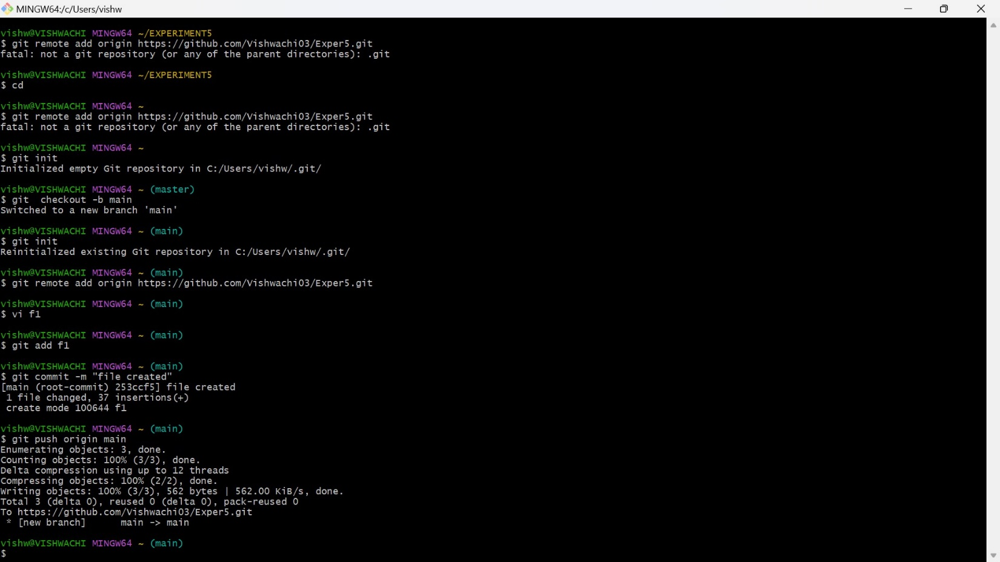 MINGW64:/c/Users/vishw
vishw@VISHWACHI MINGW64 ~/EXPERIMENT5
$ git remote add origin https://github.com/Vishwachi03/Exper5.git
fatal: not a git repository (or any of the parent directories): .git
vishw@VISHWACHI MINGW64 ~/EXPERIMENT5
$ cd
vishw@VISHWACHI MINGW64 ~
$ git remote add origin https://github.com/Vishwachi03/Exper5.git
fatal: not a git repository (or any of the parent directories): .git
vishw@VISHWACHI MINGW64 ~
$ git init
Initialized empty Git repository in C:/Users/vishw/.git/
vishw@VISHWACHI MINGW64 ~ (master)
$ git  checkout -b main
Switched to a new branch 'main'
vishw@VISHWACHI MINGW64 ~ (main)
$ git init
Reinitialized existing Git repository in C:/Users/vishw/.git/
vishw@VISHWACHI MINGW64 ~ (main)
$ git remote add origin https://github.com/Vishwachi03/Exper5.git
vishw@VISHWACHI MINGW64 ~ (main)
$ vi f1
vishw@VISHWACHI MINGW64 ~ (main)
$ git add f1
vishw@VISHWACHI MINGW64 ~ (main)
$ git commit -m "file created"
[main (root-commit) 253ccf5] file created
 1 file changed, 37 insertions(+)
 create mode 100644 f1
vishw@VISHWACHI MINGW64 ~ (main)
$ git push origin main
Enumerating objects: 3, done.
Counting objects: 100% (3/3), done.
Delta compression using up to 12 threads
Compressing objects: 100% (2/2), done.
Writing objects: 100% (3/3), 562 bytes | 562.00 KiB/s, done.
Total 3 (delta 0), reused 0 (delta 0), pack-reused 0
To https://github.com/Vishwachi03/Exper5.git
 * [new branch]      main -> main
vishw@VISHWACHI MINGW64 ~ (main)
$